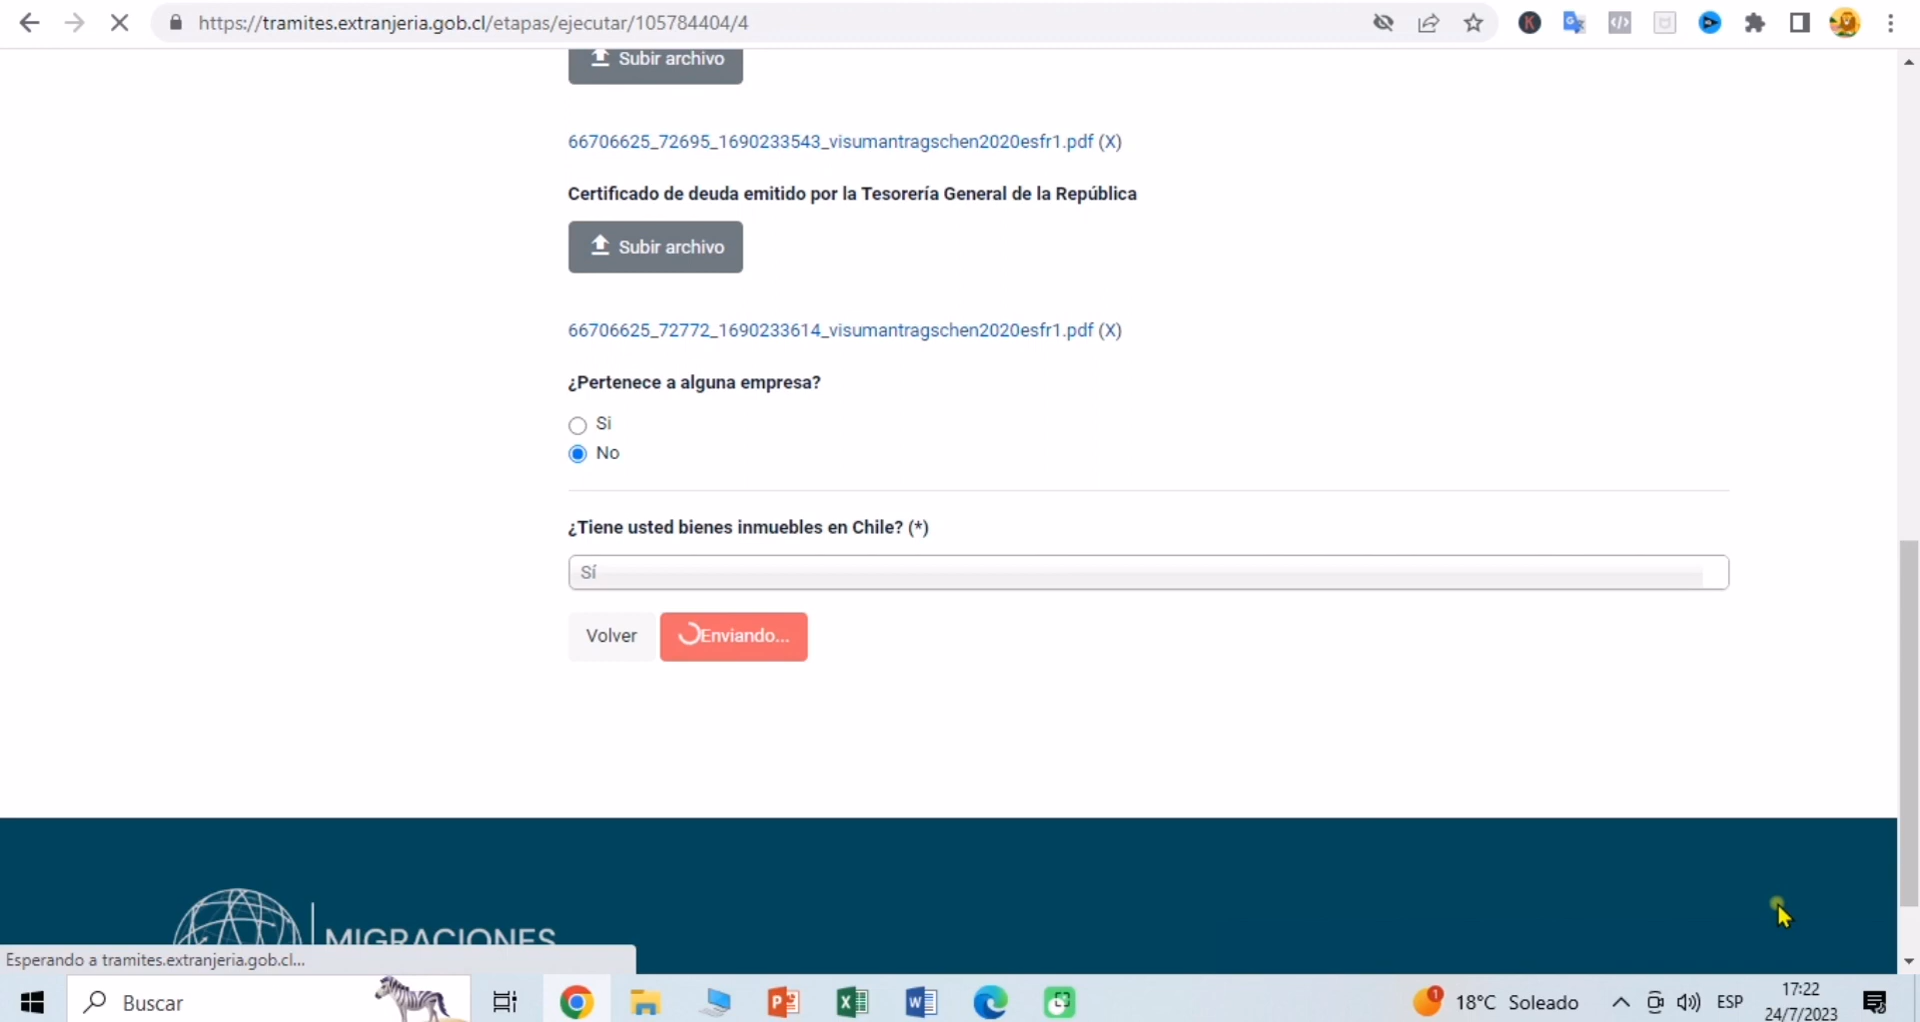 https://tramites.extranjeria.gob.cl/etapas/ejecutar/105784404/4
Subir archivo
66706625_72695_1690233543_visumantragschen2020esfr1.pdf (X)
Certificado de deuda emitido por la Tesorería General de la República
Subir archivo
66706625_72772_1690233614_visumantragschen2020esfr1.pdf (X)
¿Pertenece a alguna empresa?
Si
No
¿Tiene usted bienes inmuebles en Chile? (*)
Sí
Volver
Enviando...
MIGRACIONES
Esperando a tramites.extranjeria.gob.cl...
Buscar
1
18°C Soleado
ESP
17:22
24/7/2023